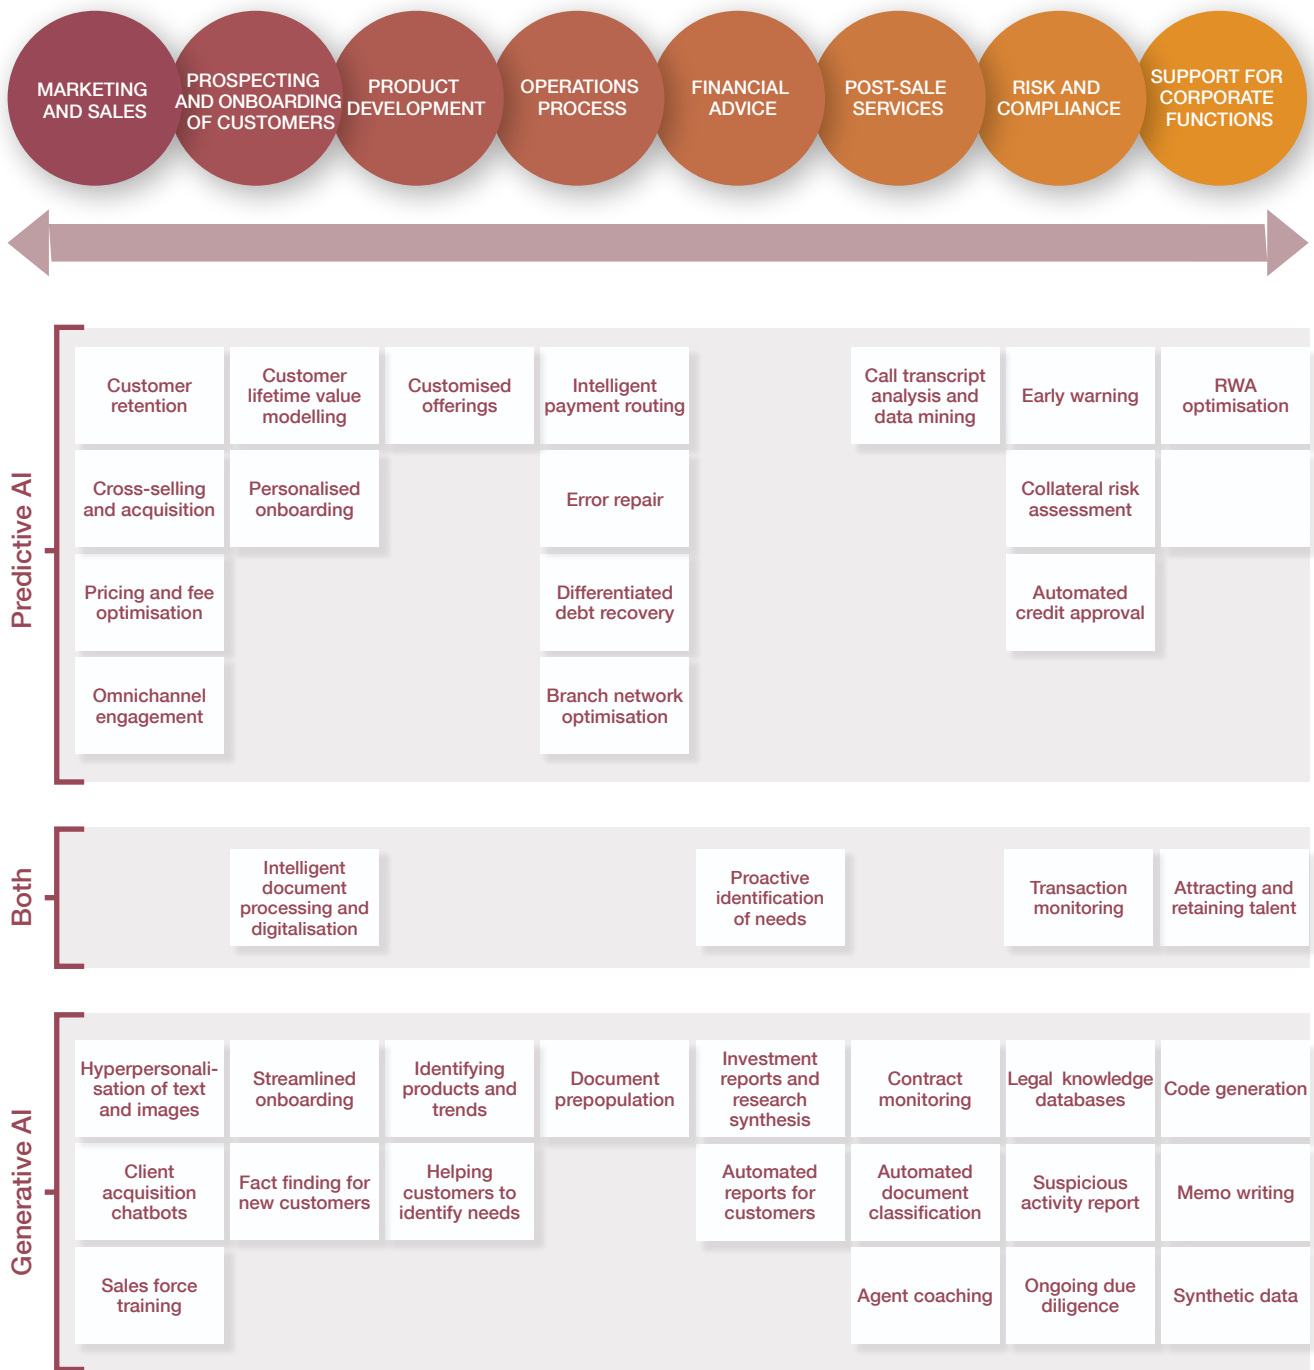 MARKETING
AND SALES
PROSPECTING
AND ONBOARDING
OF CUSTOMERS
PRODUCT
DEVELOPMENT
OPERATIONS
PROCESS
FINANCIAL
ADVICE
POST-SALE
SERVICES
RISK AND
COMPLIANCE
SUPPORT FOR
CORPORATE
FUNCTIONS
Predictive AI
Customer
retention
Customer
lifetime value
modelling
Customised
offerings
Intelligent
payment routing
Call transcript
analysis and
data mining
Early warning
RWA
optimisation
Cross-selling
and acquisition
Personalised
onboarding
Error repair
Collateral risk
assessment
Pricing and fee
optimisation
Differentiated
debt recovery
Automated
credit approval
Omnichannel
engagement
Branch network
optimisation
Both
Intelligent
document
processing and
digitalisation
Proactive
identification
of needs
Transaction
monitoring
Attracting and
retaining talent
Generative AI
Hyperpersonali-
sation of text
and images
Streamlined
onboarding
Identifying
products and
trends
Document
prepopulation
Investment
reports and
research
synthesis
Contract
monitoring
Legal knowledge
databases
Code generation
Client
acquisition
chatbots
Fact finding for
new customers
Helping
customers to
identify needs
Automated
reports for
customers
Automated
document
classification
Suspicious
activity report
Memo writing
Sales force
training
Agent coaching
Ongoing due
diligence
Synthetic data